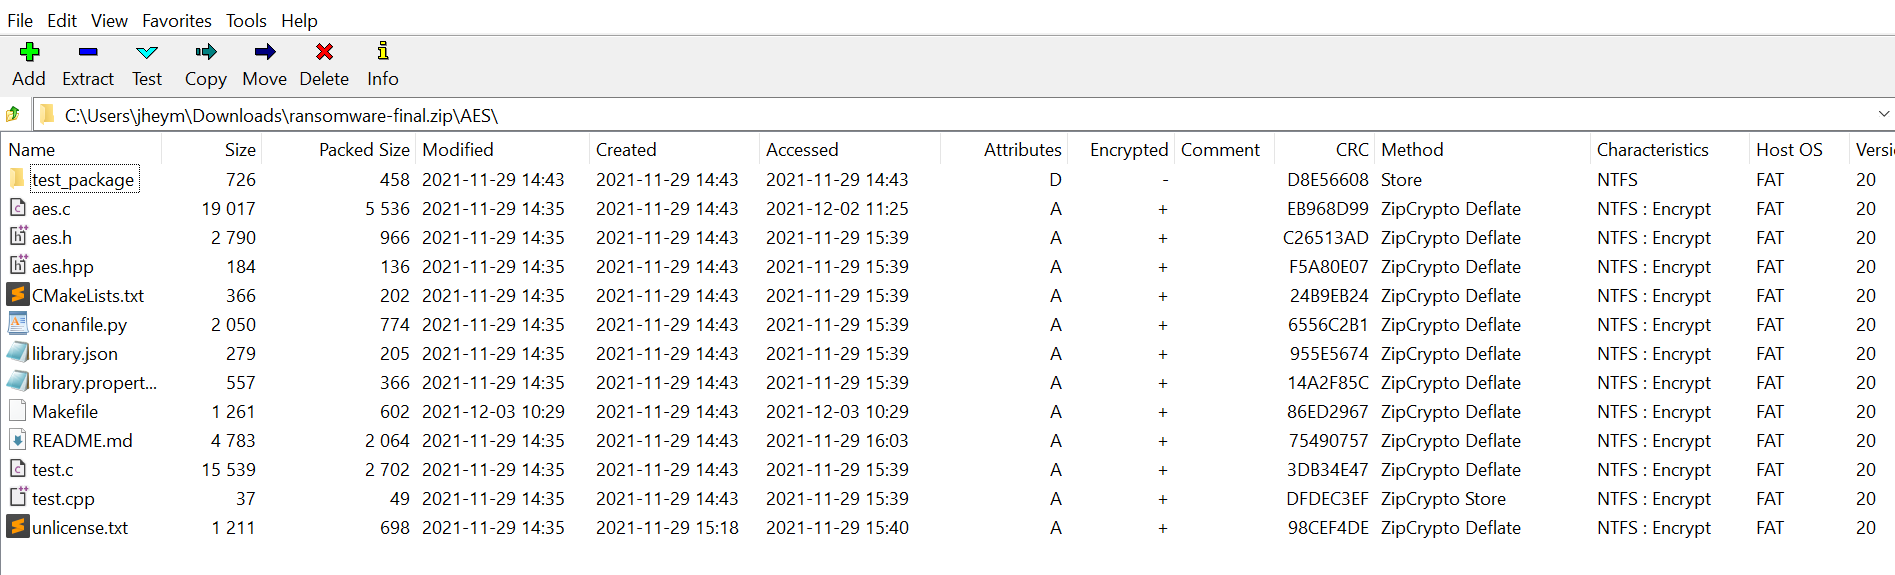 File Edit View Favorites Tools Help
Add Extract Test Copy Move Delete Info
C:\Users\jheym\Downloads\ransomware-final.zip\AES\
Name Size Packed Size Modified Created Accessed Attributes Encrypted Comment CRC Method Characteristics Host OS Versi
test_package 726 458 2021-11-29 14:43 2021-11-29 14:43 2021-11-29 14:43 D - D8E56608 Store NTFS FAT 20
aes.c 19 017 5 536 2021-11-29 14:35 2021-11-29 14:43 2021-12-02 11:25 A + EB968D99 ZipCrypto Deflate NTFS : Encrypt FAT 20
aes.h 2 790 966 2021-11-29 14:35 2021-11-29 14:43 2021-11-29 15:39 A + C26513AD ZipCrypto Deflate NTFS : Encrypt FAT 20
aes.hpp 184 136 2021-11-29 14:35 2021-11-29 14:43 2021-11-29 15:39 A + F5A80E07 ZipCrypto Deflate NTFS : Encrypt FAT 20
CMakeLists.txt 366 202 2021-11-29 14:35 2021-11-29 14:43 2021-11-29 15:39 A + 24B9EB24 ZipCrypto Deflate NTFS : Encrypt FAT 20
conanfile.py 2 050 774 2021-11-29 14:35 2021-11-29 14:43 2021-11-29 15:39 A + 6556C2B1 ZipCrypto Deflate NTFS : Encrypt FAT 20
library.json 279 205 2021-11-29 14:35 2021-11-29 14:43 2021-11-29 15:39 A + 955E5674 ZipCrypto Deflate NTFS : Encrypt FAT 20
library.propert... 557 366 2021-11-29 14:35 2021-11-29 14:43 2021-11-29 15:39 A + 14A2F85C ZipCrypto Deflate NTFS : Encrypt FAT 20
Makefile 1 261 602 2021-12-03 10:29 2021-11-29 14:43 2021-12-03 10:29 A + 86ED2967 ZipCrypto Deflate NTFS : Encrypt FAT 20
README.md 4 783 2 064 2021-11-29 14:35 2021-11-29 14:43 2021-11-29 16:03 A + 75490757 ZipCrypto Deflate NTFS : Encrypt FAT 20
test.c 15 539 2 702 2021-11-29 14:35 2021-11-29 14:43 2021-11-29 15:39 A + 3DB34E47 ZipCrypto Deflate NTFS : Encrypt FAT 20
test.cpp 37 49 2021-11-29 14:35 2021-11-29 14:43 2021-11-29 15:39 A + DFDEC3EF ZipCrypto Store NTFS : Encrypt FAT 20
unlicense.txt 1 211 698 2021-11-29 14:35 2021-11-29 15:18 2021-11-29 15:40 A + 98CEF4DE ZipCrypto Deflate NTFS : Encrypt FAT 20